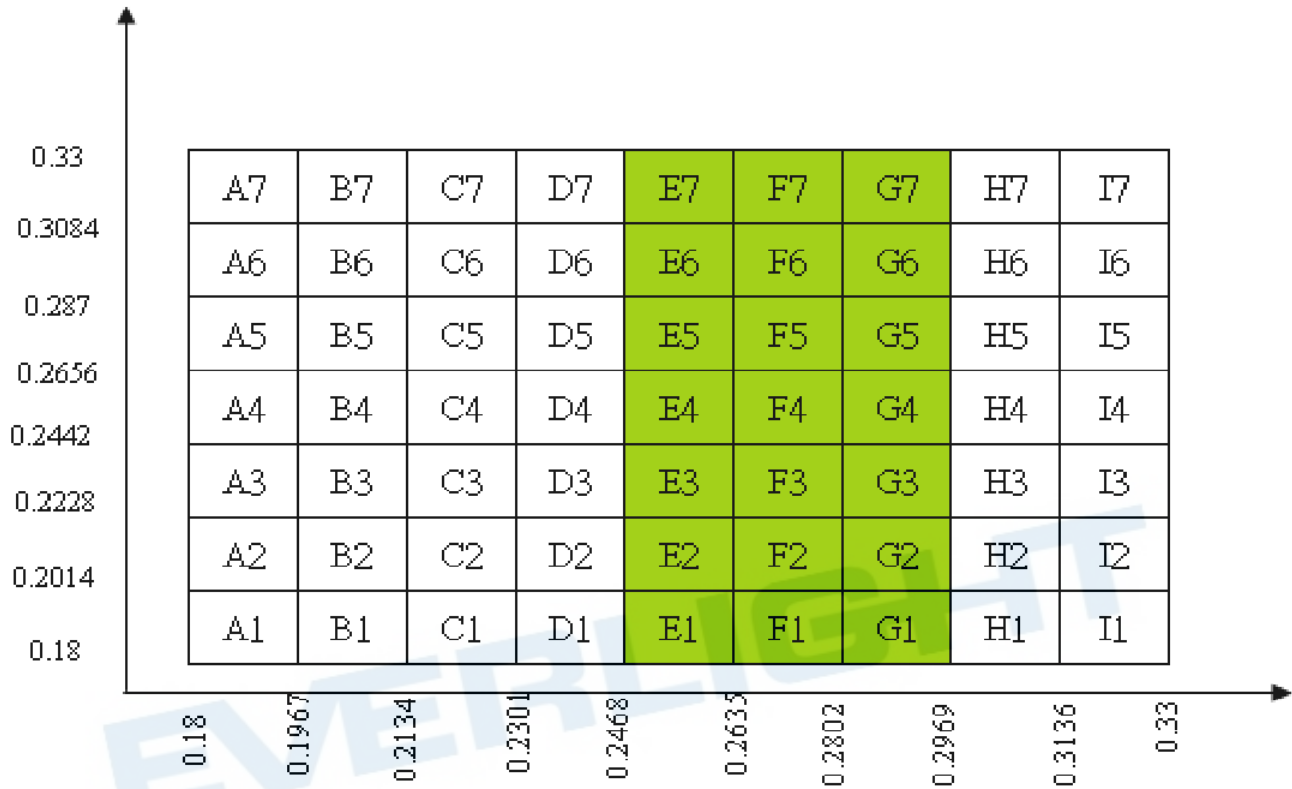 0.33
A7 B7 C7 D7 E7 F7 G7 H7 I7
0.3084
A6 B6 C6 D6 E6 F6 G6 H6 I6
0.287
A5 B5 C5 D5 E5 F5 G5 H5 I5
0.2656
A4 B4 C4 D4 E4 F4 G4 H4 I4
0.2442
A3 B3 C3 D3 E3 F3 G3 H3 I3
0.2228
A2 B2 C2 D2 E2 F2 G2 H2 I2
0.2014
A1 B1 C1 D1 E1 F1 G1 H1 I1
0.18
0.18 0.1967 0.2134 0.2301 0.2468 0.2635 0.2802 0.2969 0.3136 0.33
EVERLIGHT